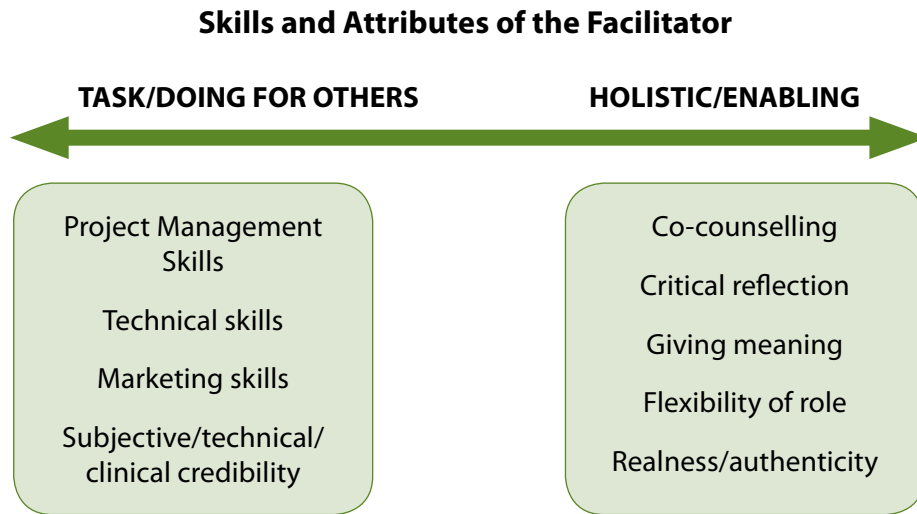 Skills and Attributes of the Facilitator
TASK/DOING FOR OTHERS
HOLISTIC/ENABLING
Project Management
Skills
Technical skills
Marketing skills
Subjective/technical/
clinical credibility
Co-counselling
Critical reflection
Giving meaning
Flexibility of role
Realness/authenticity